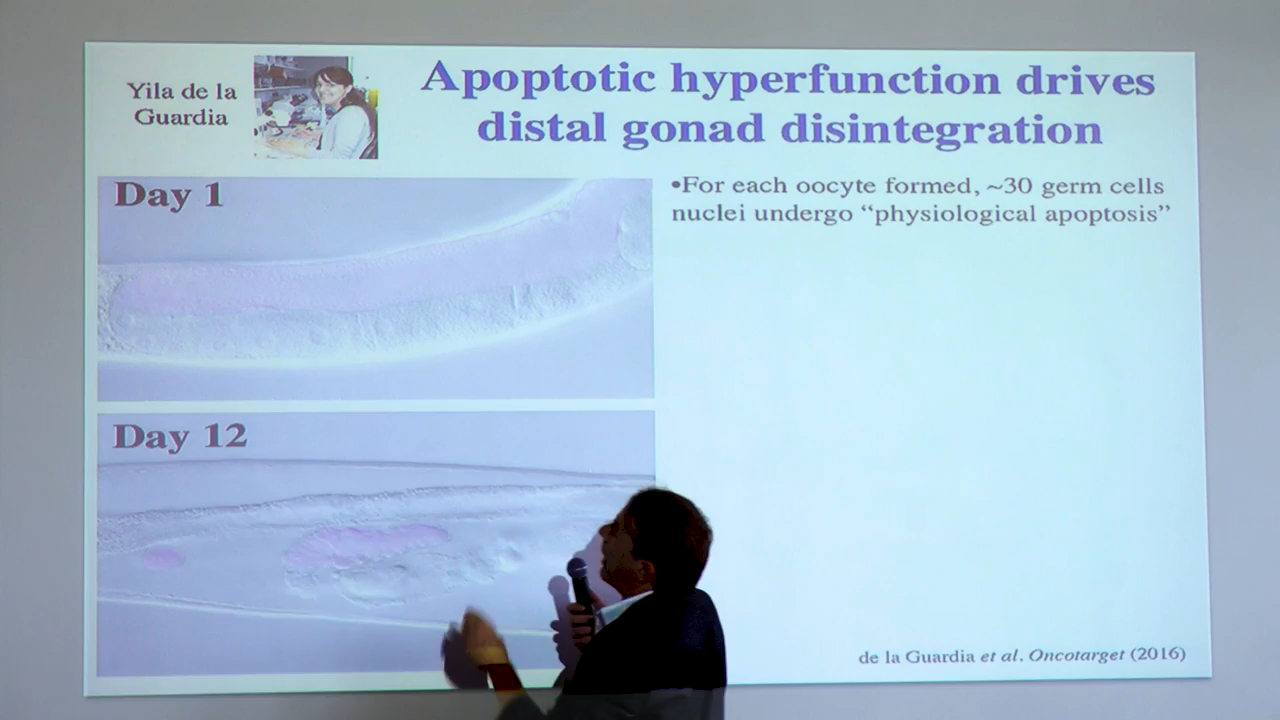 Yila de la
Guardia
Apoptotic hyperfunction drives
distal gonad disintegration
Day 1
•For each oocyte formed, ~30 germ cells
nuclei undergo “physiological apoptosis”
Day 12
de la Guardia et al. Oncotarget (2016)